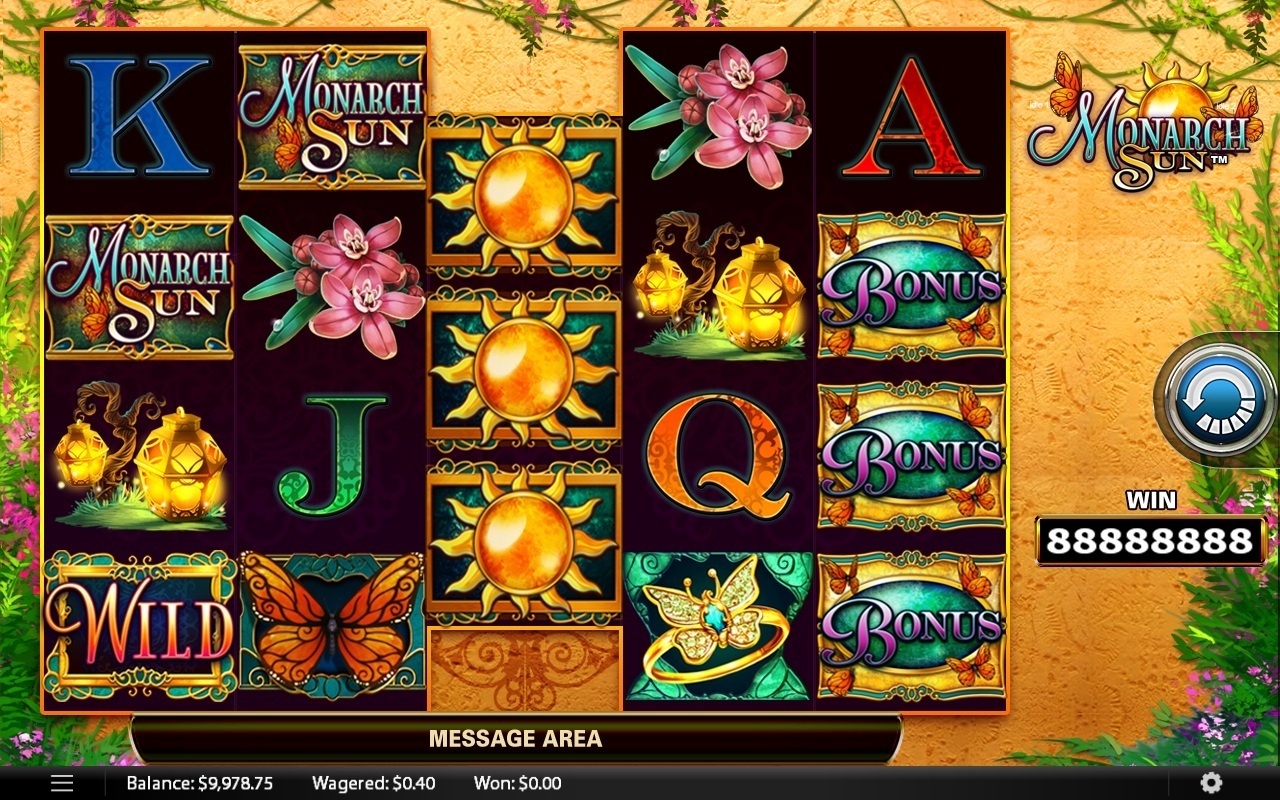 K
MONARCH
SUN
A
MONARCH
SUN™
MONARCH
SUN
BONUS
J
Q
BONUS
WIN
88888888
WILD
BONUS
MESSAGE AREA
Balance: $9,978.75 Wagered: $0.40 Won: $0.00